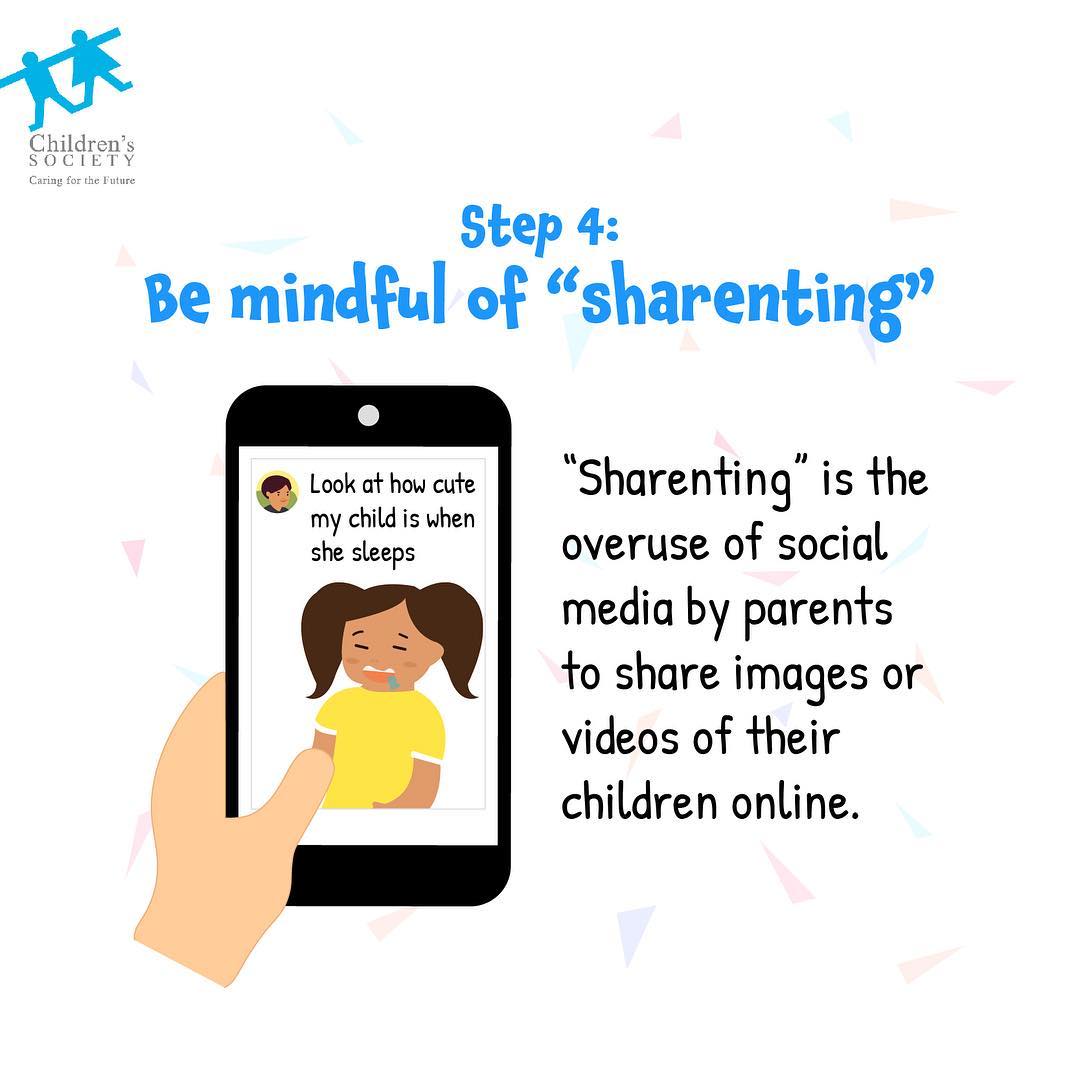 Children's
SOCIETY
Caring for the Future
Step 4:
Be mindful of “sharenting”
Look at how cute
my child is when
she sleeps
“Sharenting” is the
overuse of social
media by parents
to share images or
videos of their
children online.